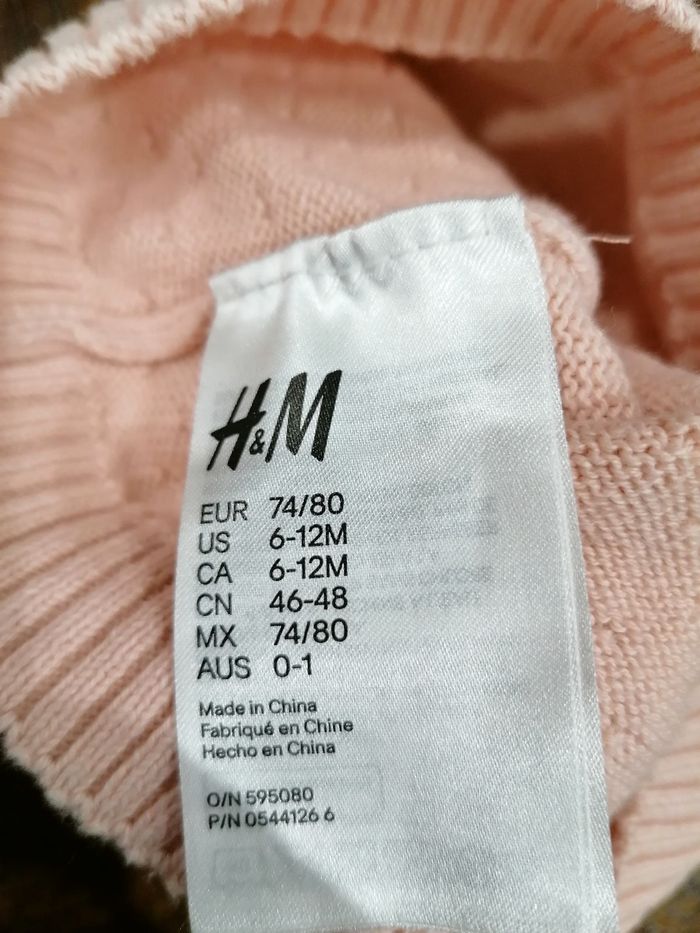 H&M
EUR 74/80
US 6-12M
CA 6-12M
CN 46-48
MX 74/80
AUS 0-1
Made in China
Fabriqué en Chine
Hecho en China
O/N 595080
P/N 0544126 6